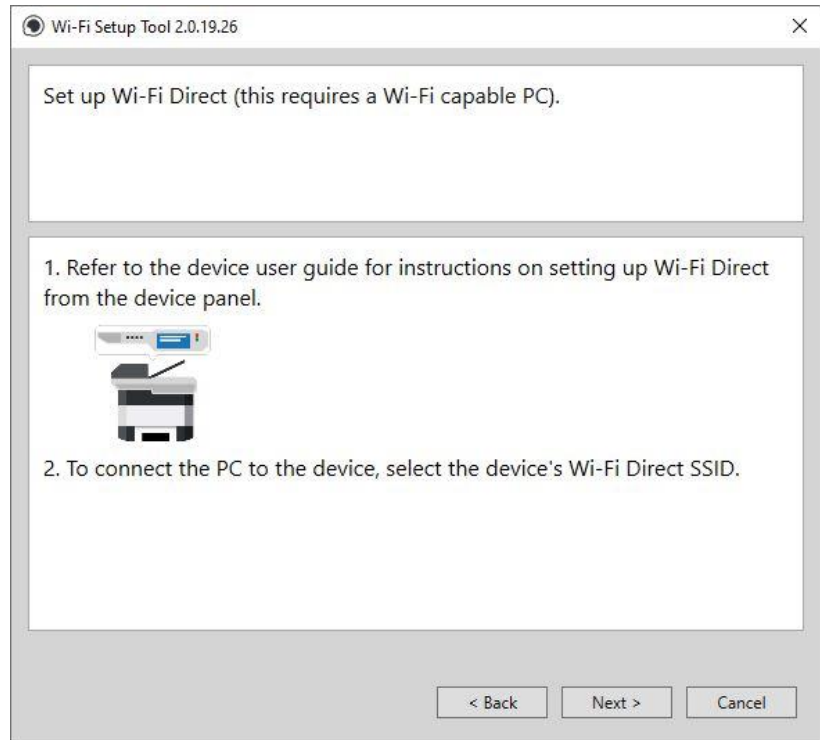 Wi-Fi Setup Tool 2.0.19.26
Set up Wi-Fi Direct (this requires a Wi-Fi capable PC).
1. Refer to the device user guide for instructions on setting up Wi-Fi Direct
from the device panel.
2. To connect the PC to the device, select the device's Wi-Fi Direct SSID.
< Back Next > Cancel